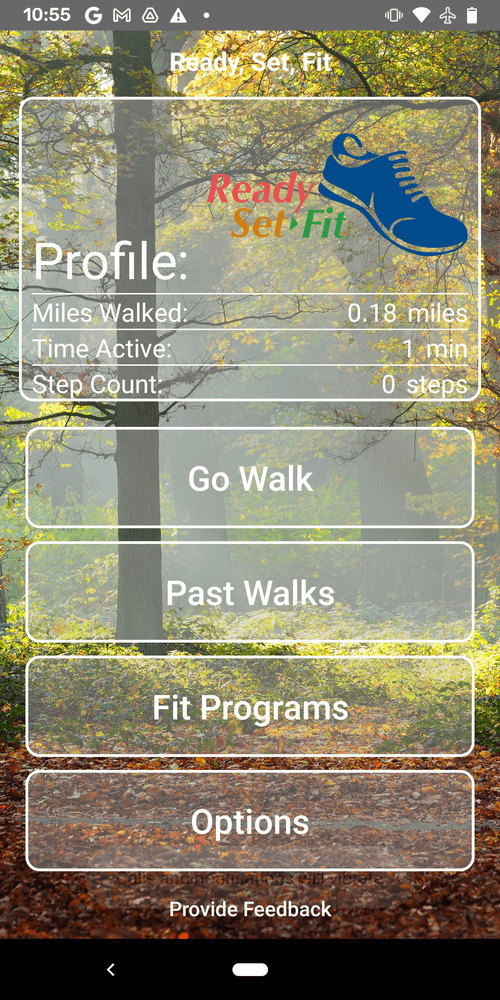 10:55
Ready, Set, Fit
Ready
Set Fit
Profile:
Miles Walked: 0.18 miles
Time Active: 1 min
Step Count: 0 steps
Go Walk
Past Walks
Fit Programs
Options
Provide Feedback